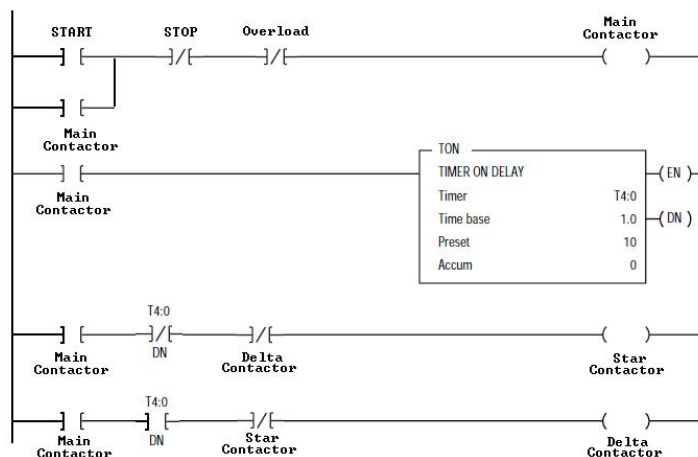 START
STOP
Overload
Main
Contactor
Main
Contactor
Main
Contactor
TON
TIMER ON DELAY
Timer T4:0
Time base 1.0
Preset 10
Accum 0
EN
DN
T4:0
DN
Main
Contactor
Delta
Contactor
Star
Contactor
T4:0
DN
Main
Contactor
Star
Contactor
Delta
Contactor